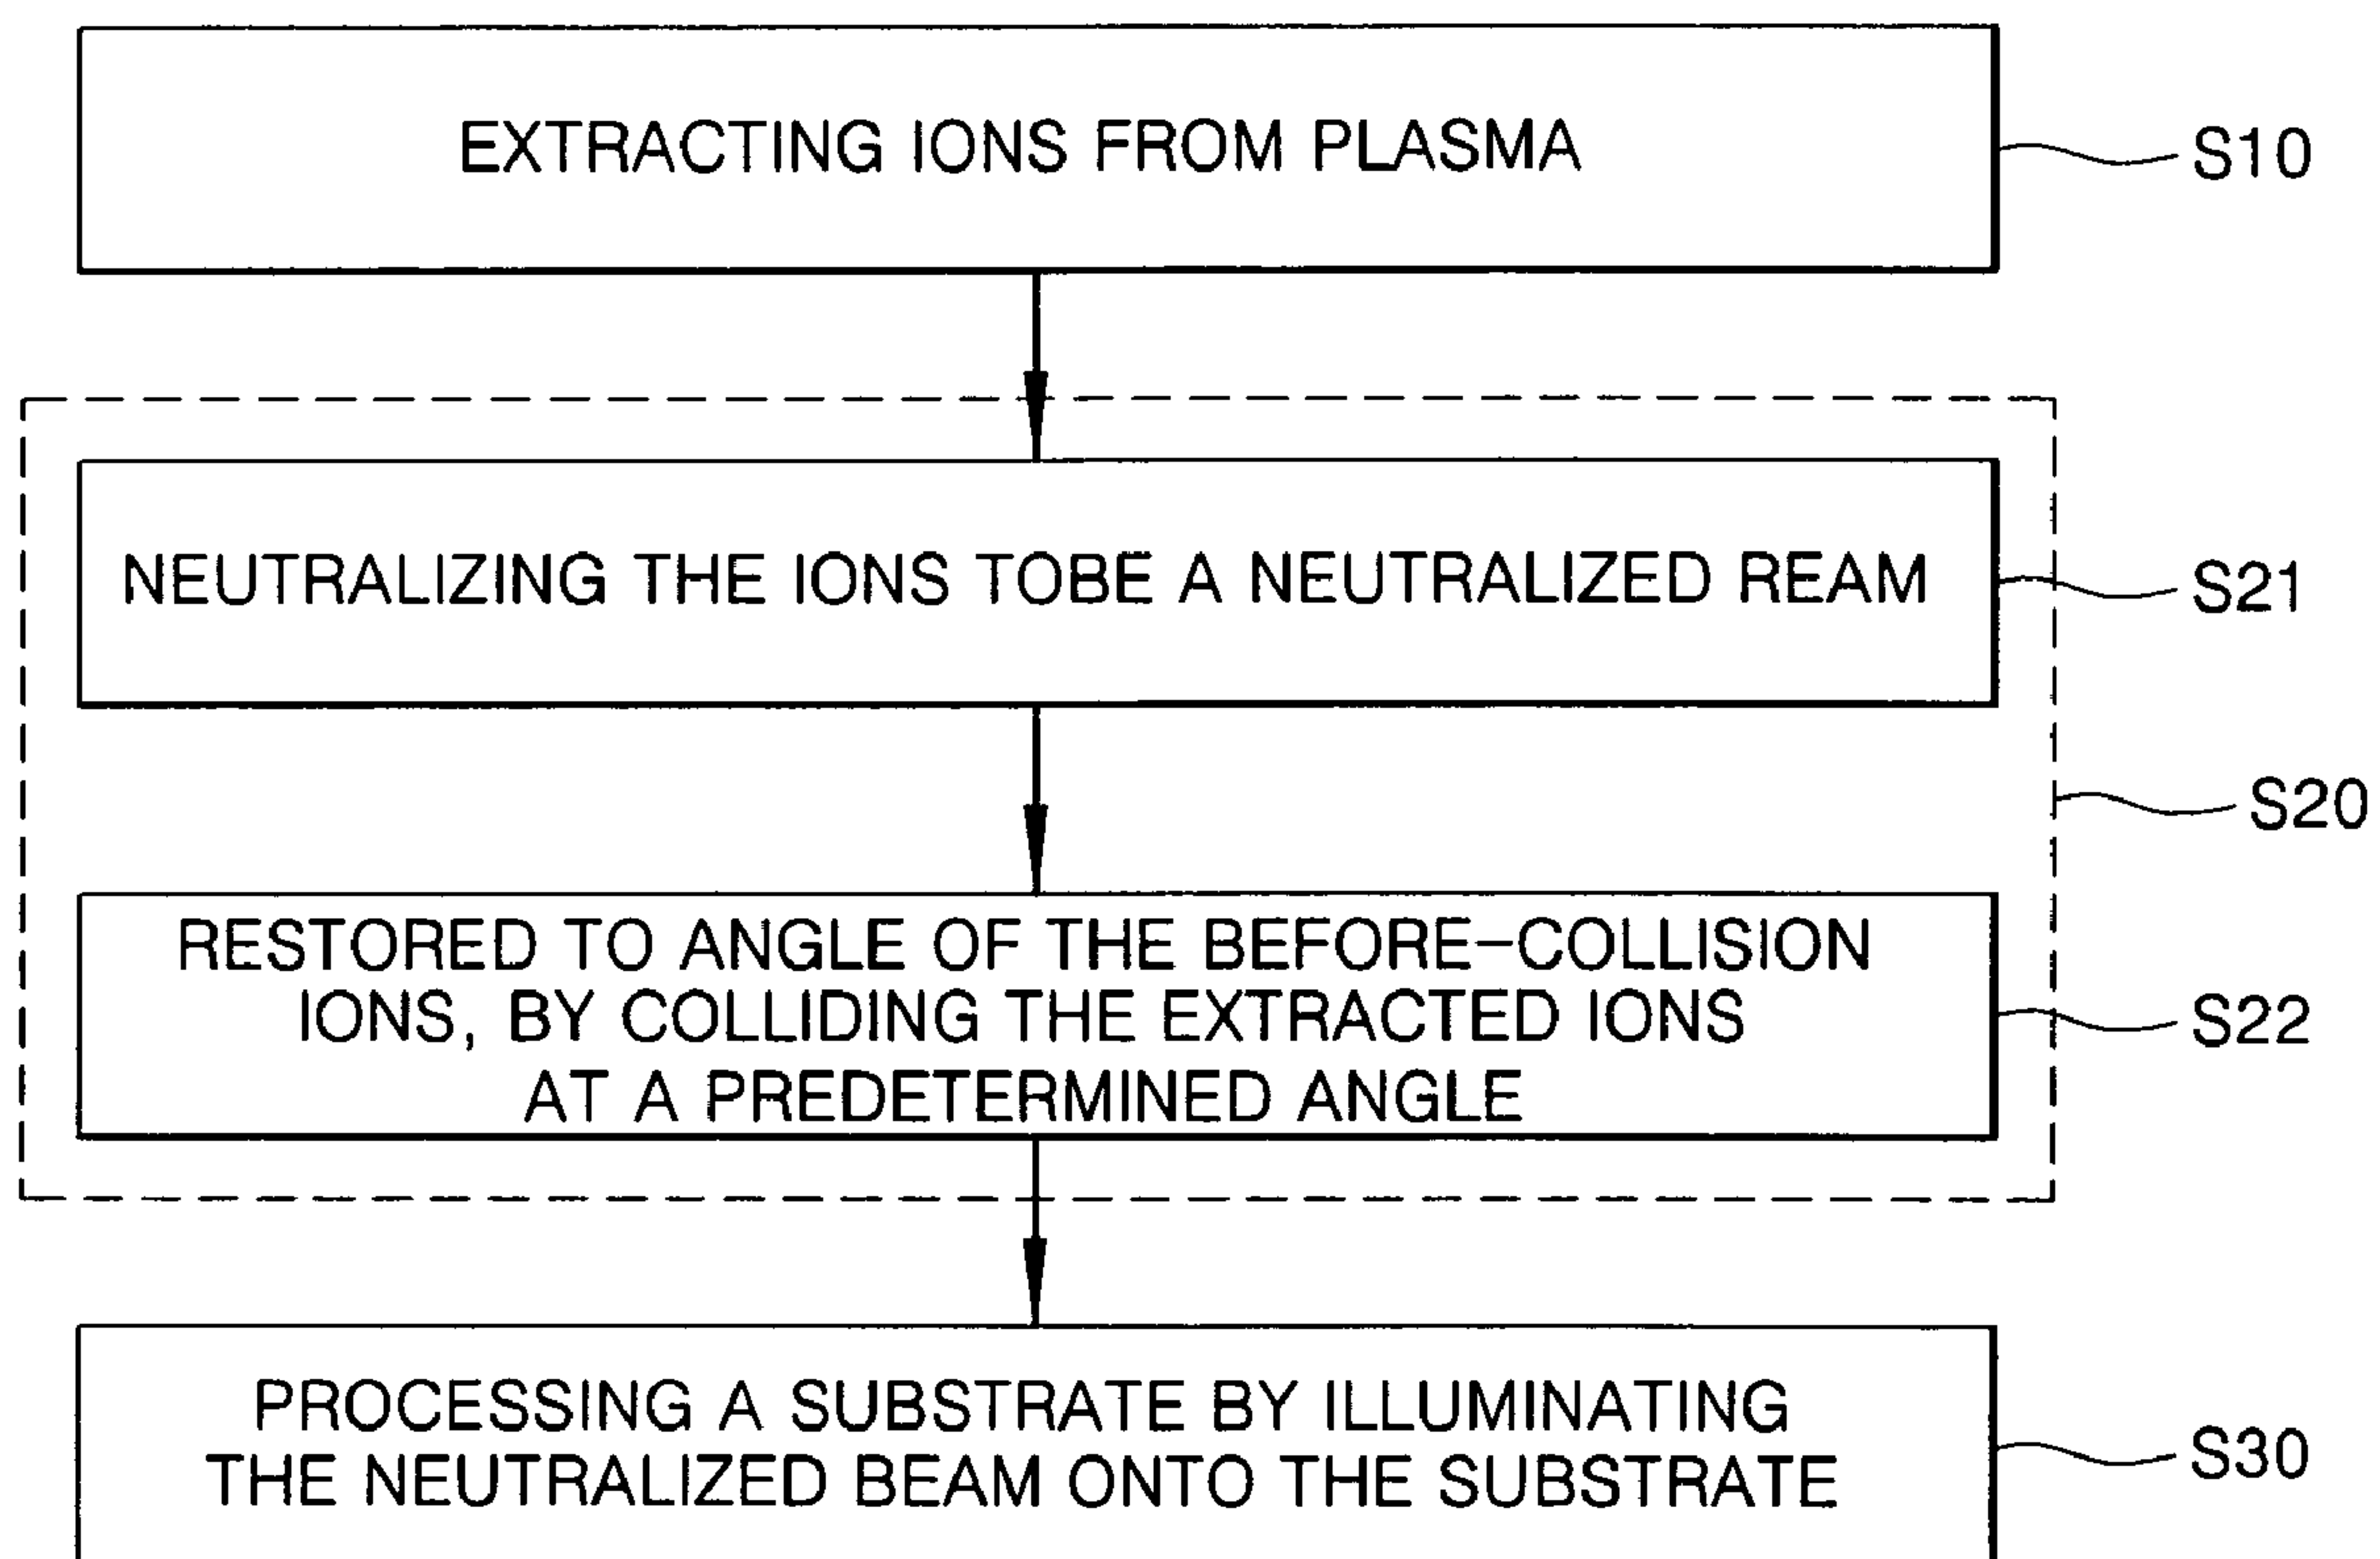 EXTRACTING IONS FROM PLASMA
S10
NEUTRALIZING THE IONS TOBE A NEUTRALIZED REAM
S21
S20
RESTORED TO ANGLE OF THE BEFORE-COLLISION
IONS, BY COLLIDING THE EXTRACTED IONS
AT A PREDETERMINED ANGLE
S22
PROCESSING A SUBSTRATE BY ILLUMINATING
THE NEUTRALIZED BEAM ONTO THE SUBSTRATE
S30